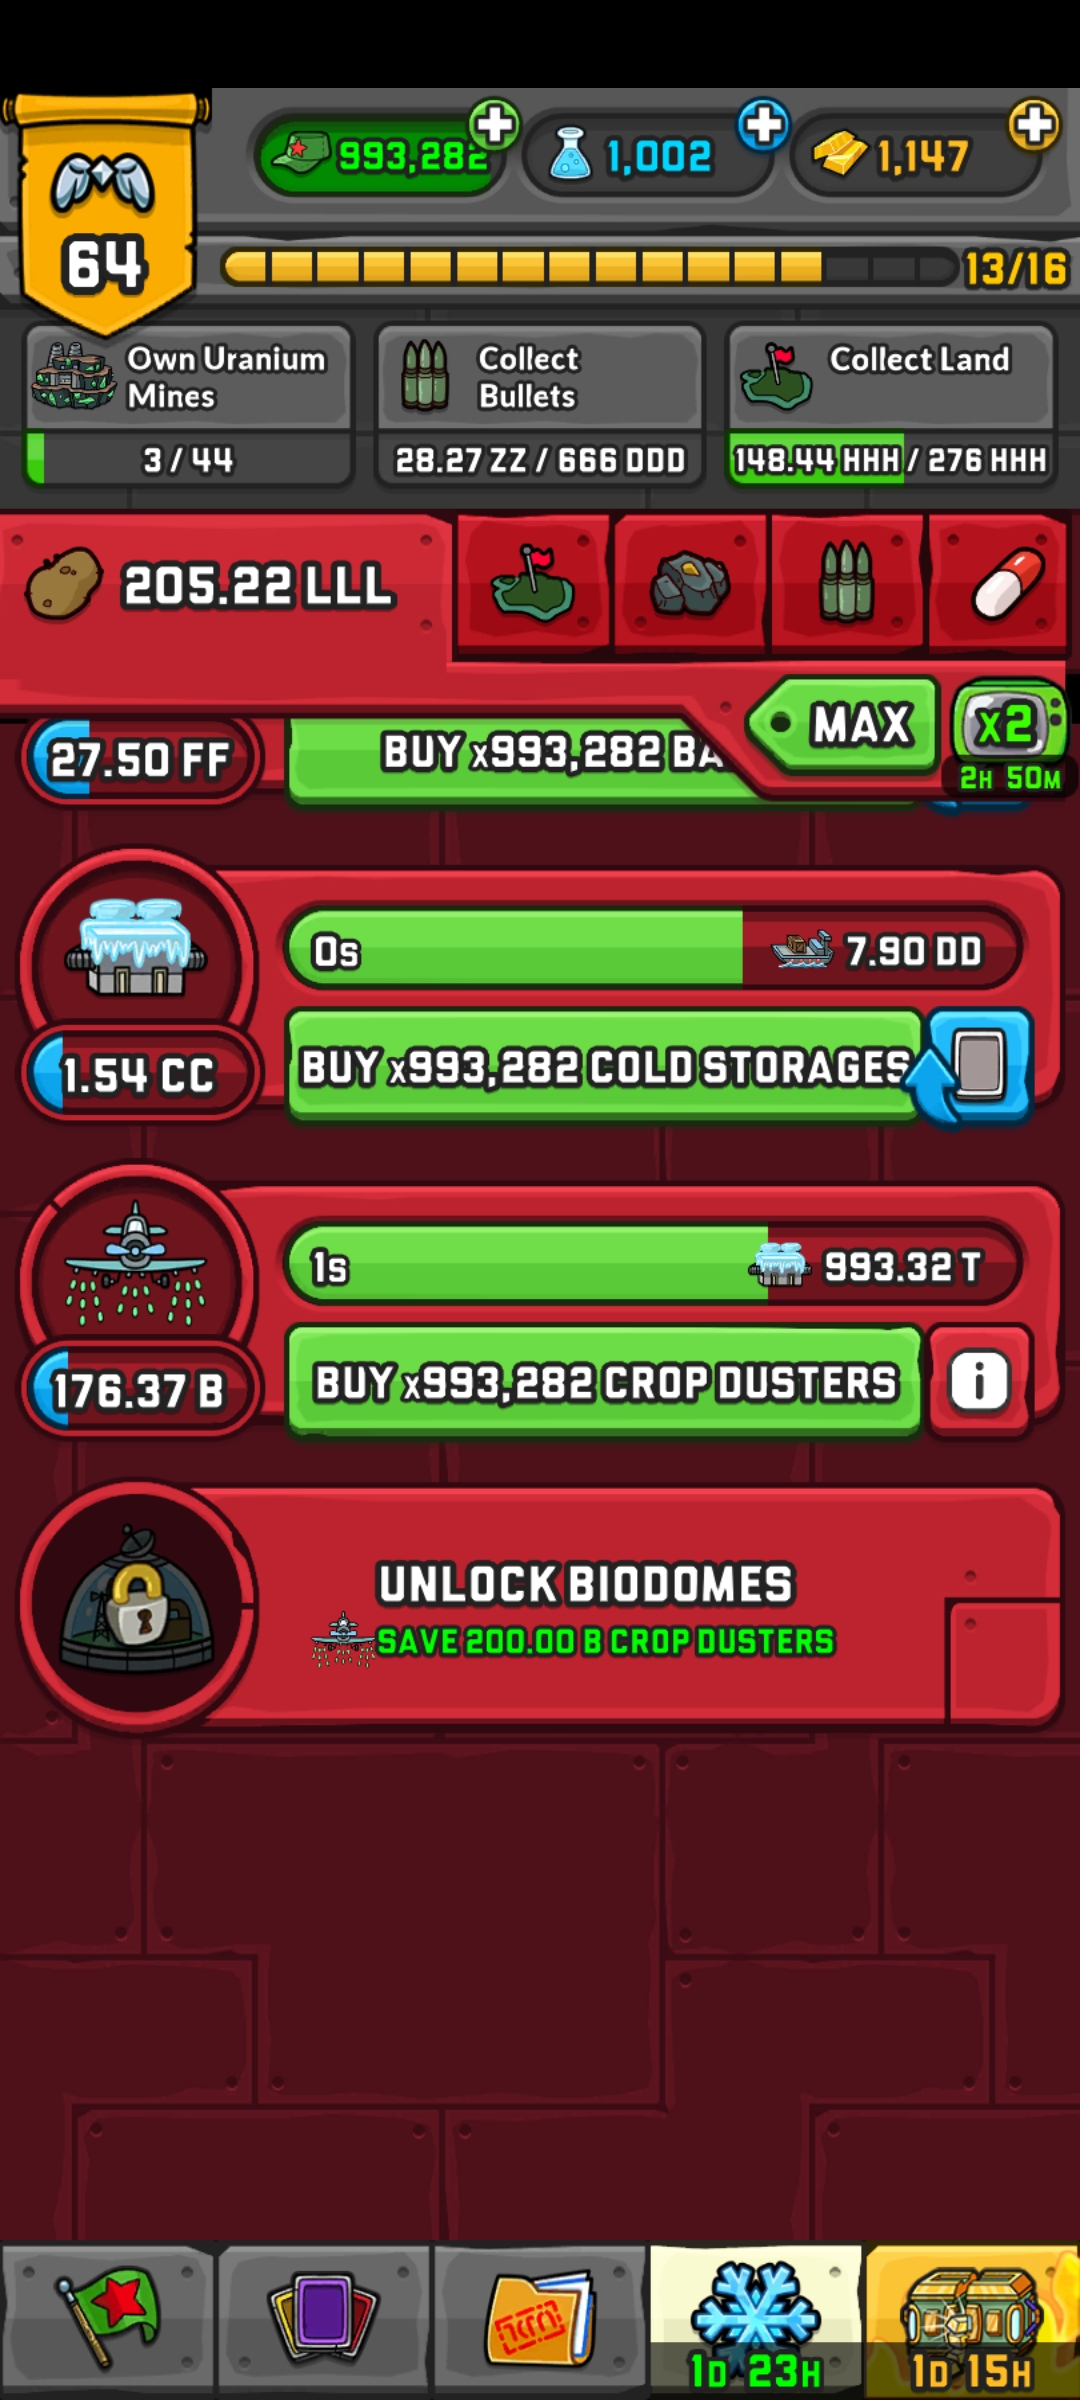 993,282
1,002
1,147
64
13/16
Own Uranium
Mines
3 / 44
Collect
Bullets
28.27 ZZ / 666 DDD
Collect Land
148.44 HHH / 276 HHH
205.22 LLL
MAX
X2
2H 50M
27.50 FF
BUY x993,282 BA
0s
7.90 DD
1.54 CC
BUY x993,282 COLD STORAGES
1s
993.32 T
176.37 B
BUY x993,282 CROP DUSTERS
i
UNLOCK BIODOMES
SAVE 200.00 B CROP DUSTERS
1D 23H
1D 15H